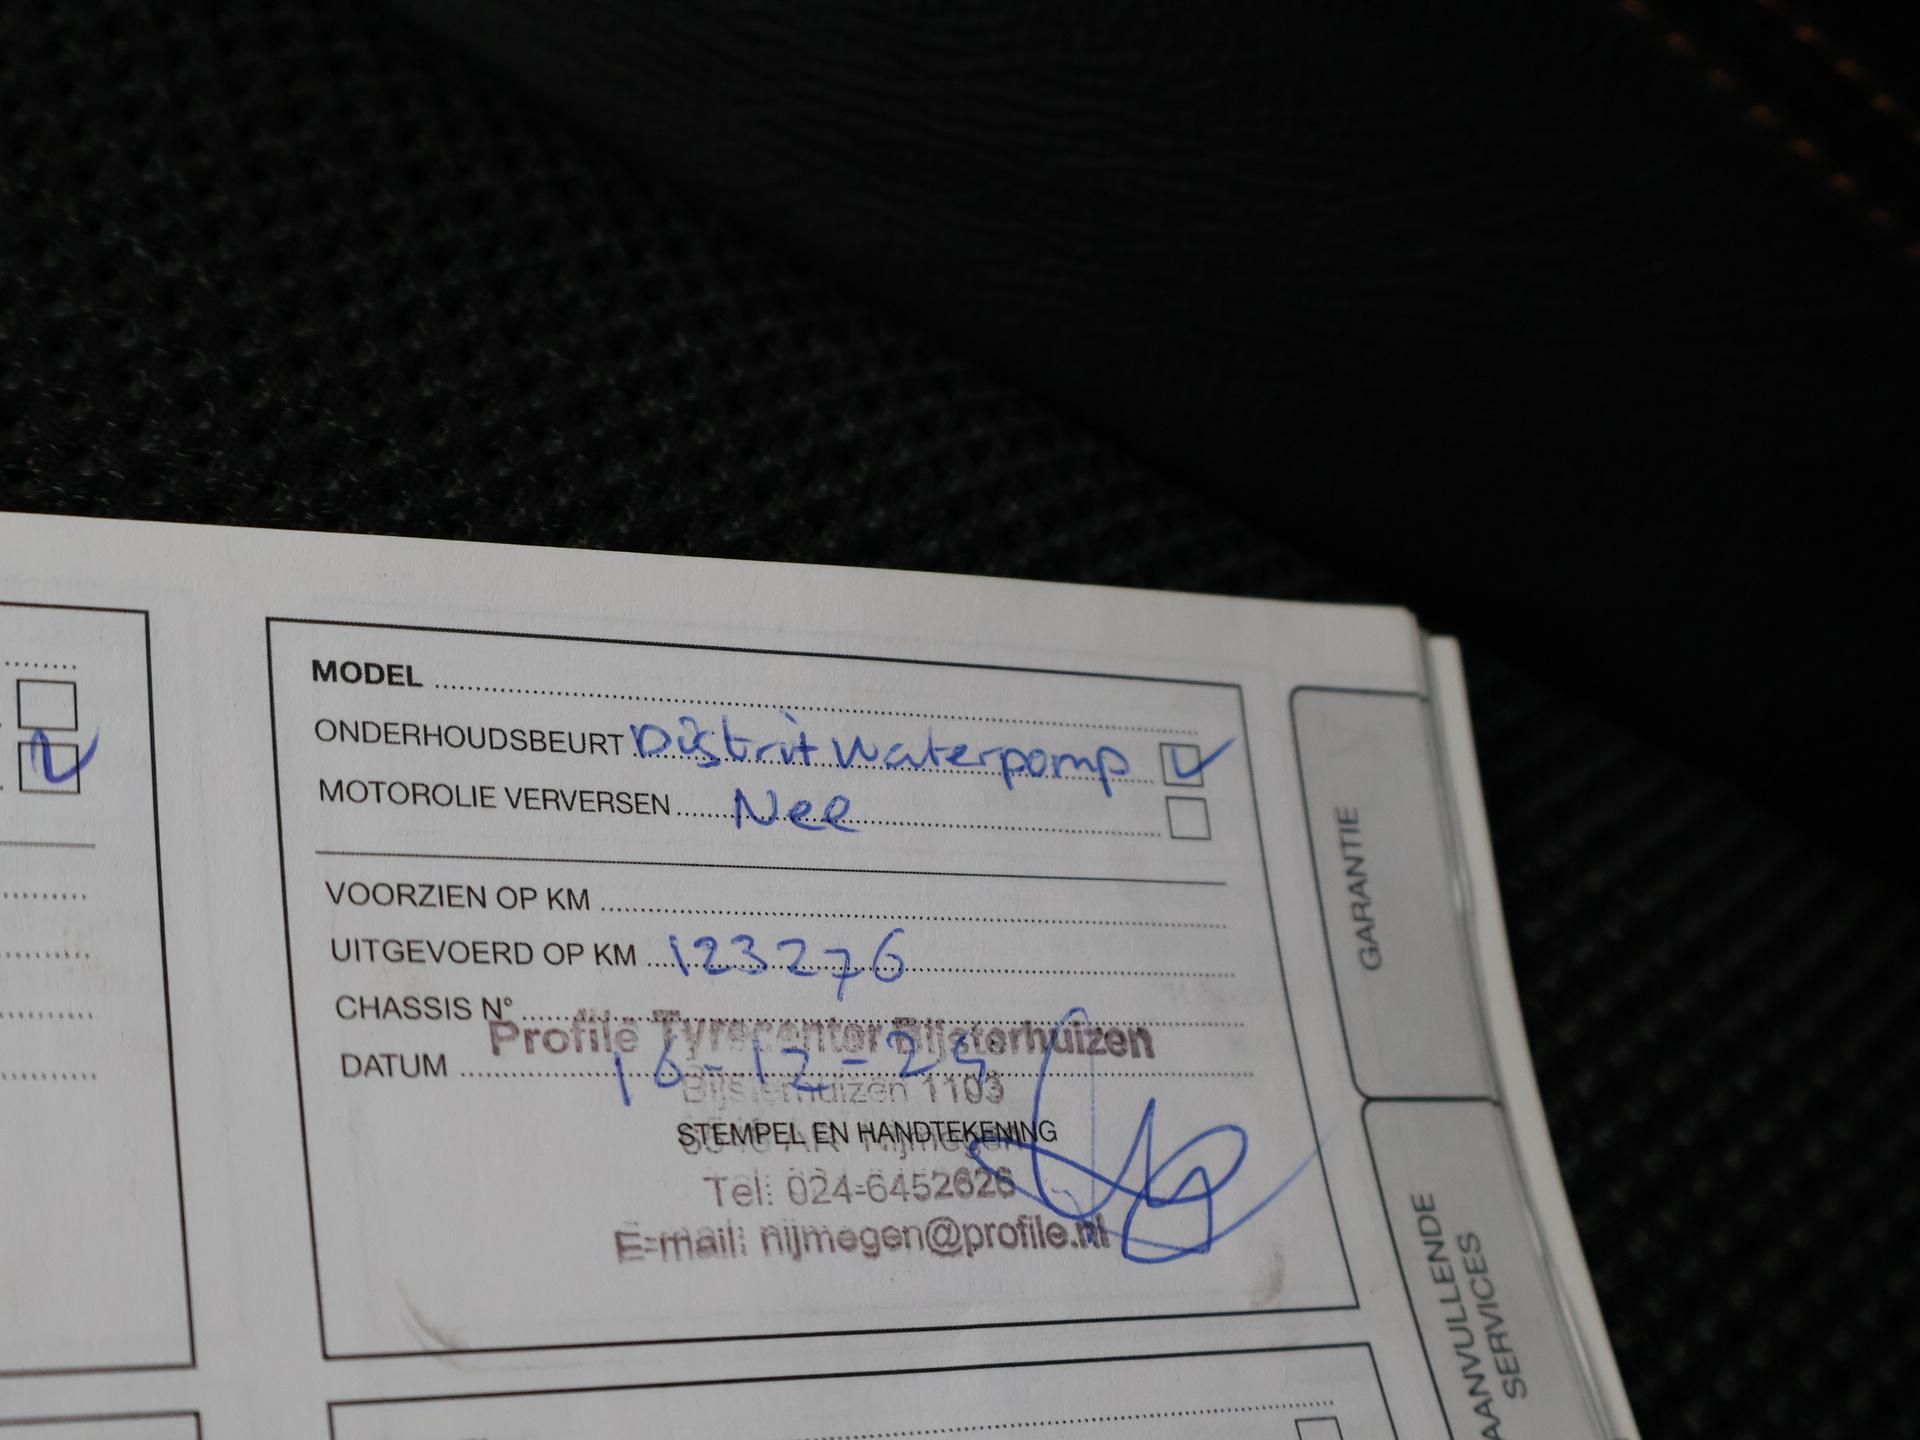 MODEL
ONDERHOUDSBEURT Distrit waterpomp
MOTOROLIE VERVERSEN Nee
VOORZIEN OP KM
UITGEVOERD OP KM 123276
CHASSIS N°
Profile Tyrecenter Bijsterhuizen
DATUM 16-12-24
Bijsterhuizen 1103
STEMPEL EN HANDTEKENING
Nijmegen
Tel: 024-6452626
E-mail: nijmegen@profile.nl
GARANTIE
AANVULLENDE
SERVICES